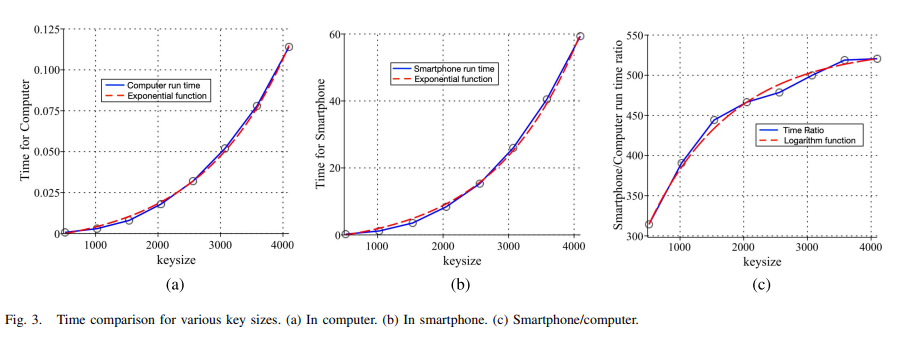 0.125
0.100
0.075
0.050
0.025
0
Time for Computer
Computer run time
Exponential function
1000
2000
3000
4000
keysize
(a)
60
40
20
0
Time for Smartphone
Smartphone run time
Exponential function
1000
2000
3000
4000
keysize
(b)
550
500
450
400
350
300
Smartphone/Computer run time ratio
Time Ratio
Logarithm function
1000
2000
3000
4000
keysize
(c)
Fig. 3. Time comparison for various key sizes. (a) In computer. (b) In smartphone. (c) Smartphone/computer.